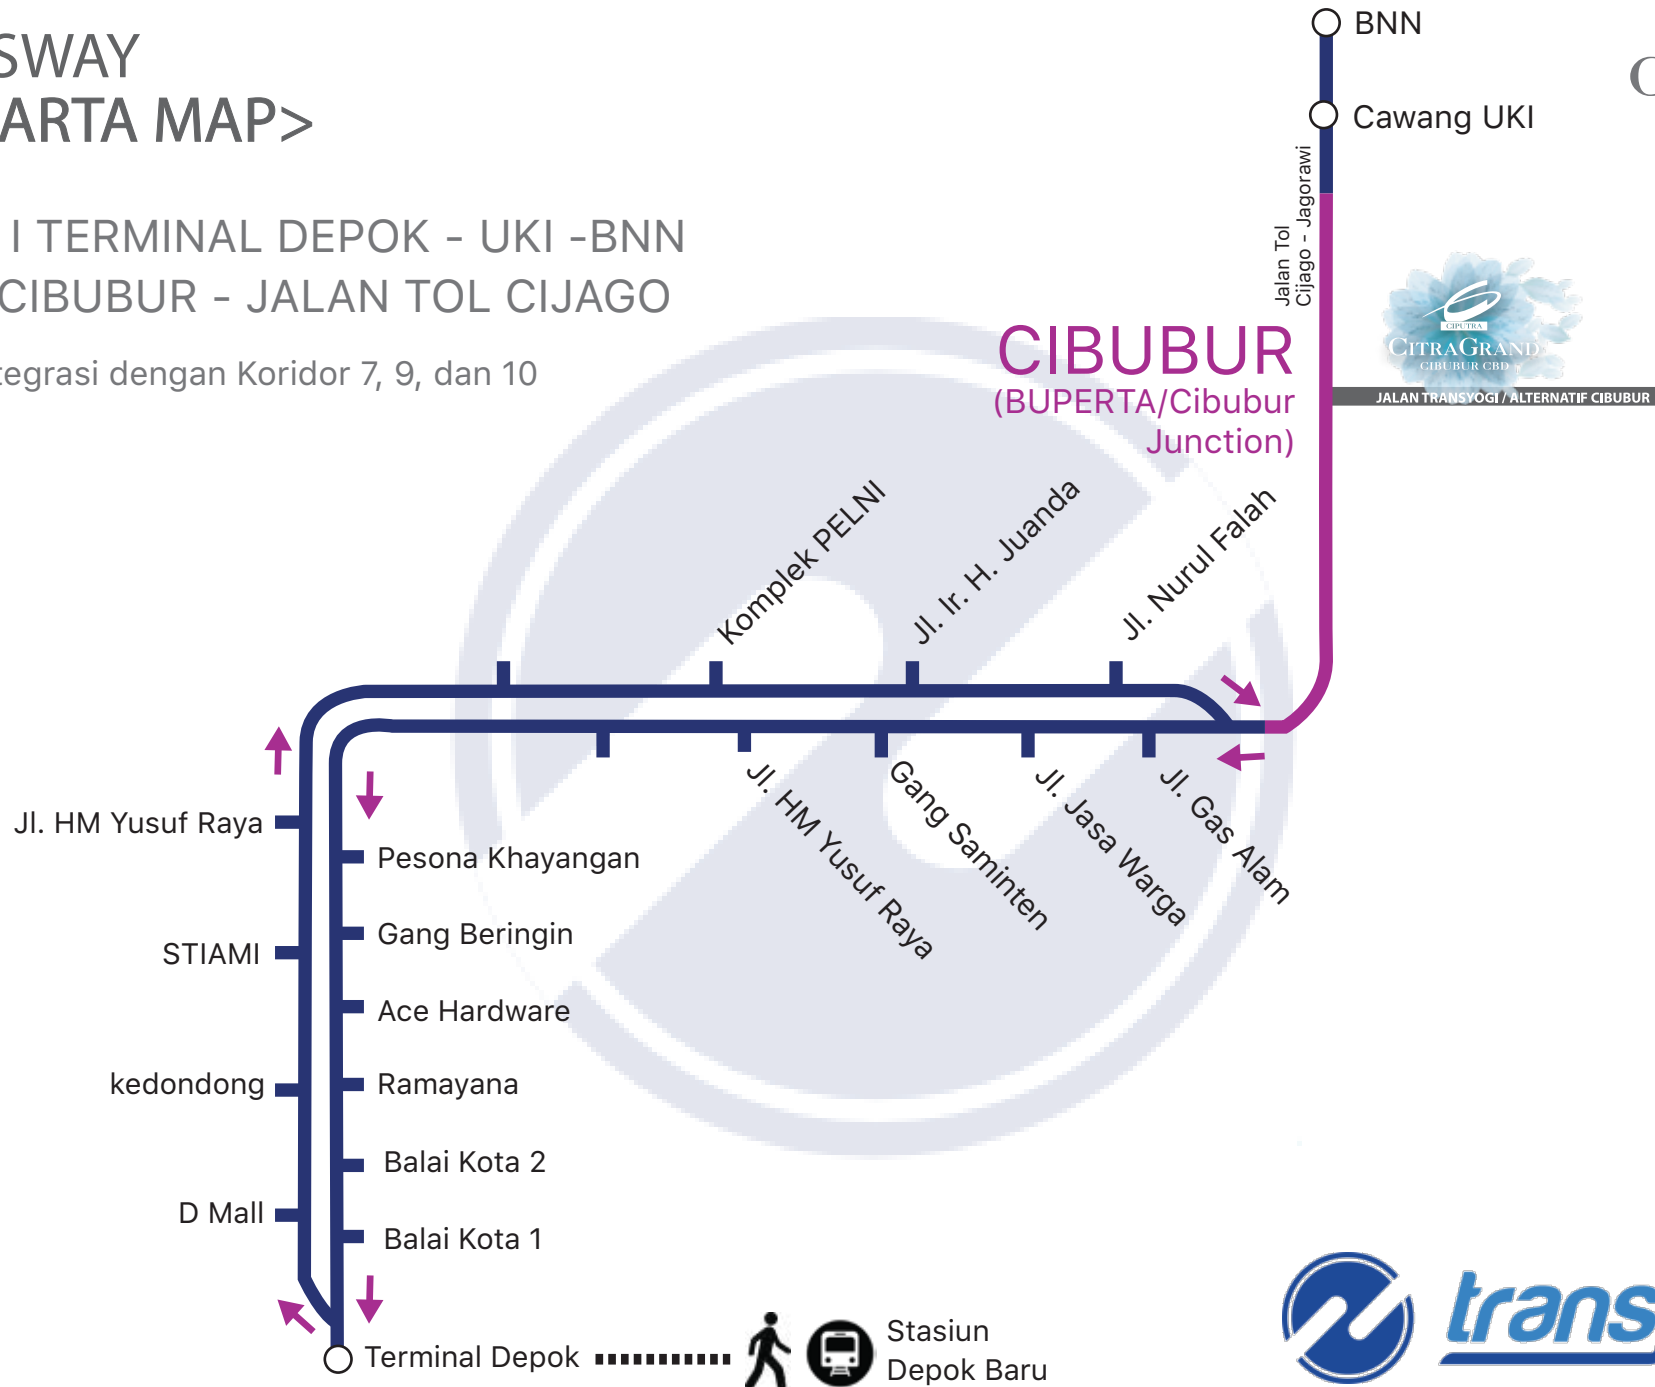 SWAY
ARTA MAP>
I TERMINAL DEPOK - UKI -BNN
CIBUBUR - JALAN TOL CIJAGO
tegrasi dengan Koridor 7, 9, dan 10
BNN
C
Cawang UKI
Jalan Tol
Cijago - Jagorawi
CIPUTRA
CITRAGRAND
CIBUBUR CBD
JALAN TRANSYOGI / ALTERNATIF CIBUBUR
CIBUBUR
(BUPERTA/Cibubur
Junction)
Komplek PELNI
Jl. Ir. H. Juanda
Jl. Nurul Falah
Jl. HM Yusuf Raya
Gang Saminten
Jl. Jasa Warga
Jl. Gas Alam
Jl. HM Yusuf Raya
STIAMI
kedondong
D Mall
Pesona Khayangan
Gang Beringin
Ace Hardware
Ramayana
Balai Kota 2
Balai Kota 1
Terminal Depok
Stasiun
Depok Baru
trans